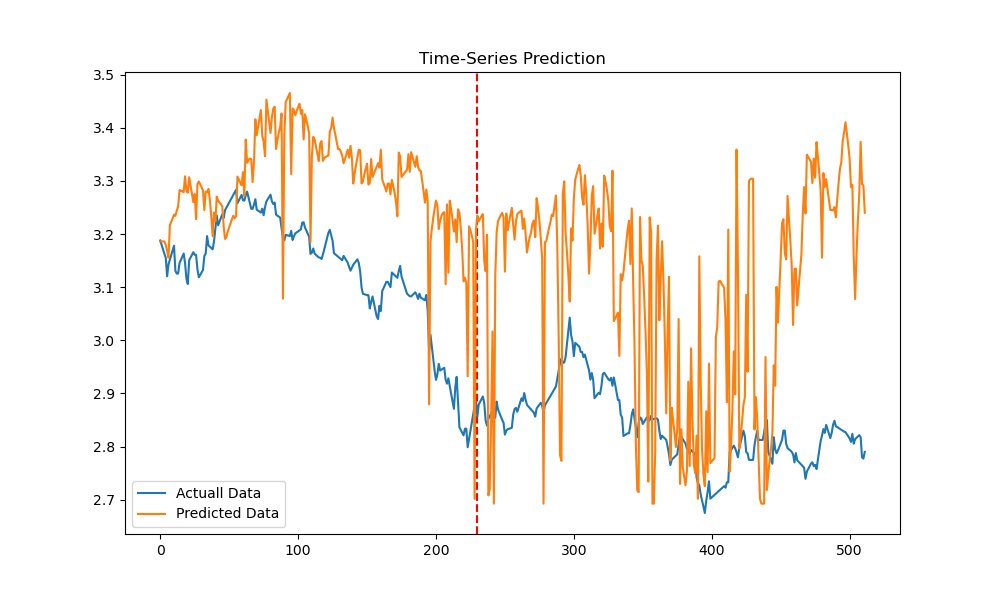 Time-Series Prediction
3.5
3.4
3.3
3.2
3.1
3.0
2.9
2.8
2.7
Actuall Data
Predicted Data
0 100 200 300 400 500